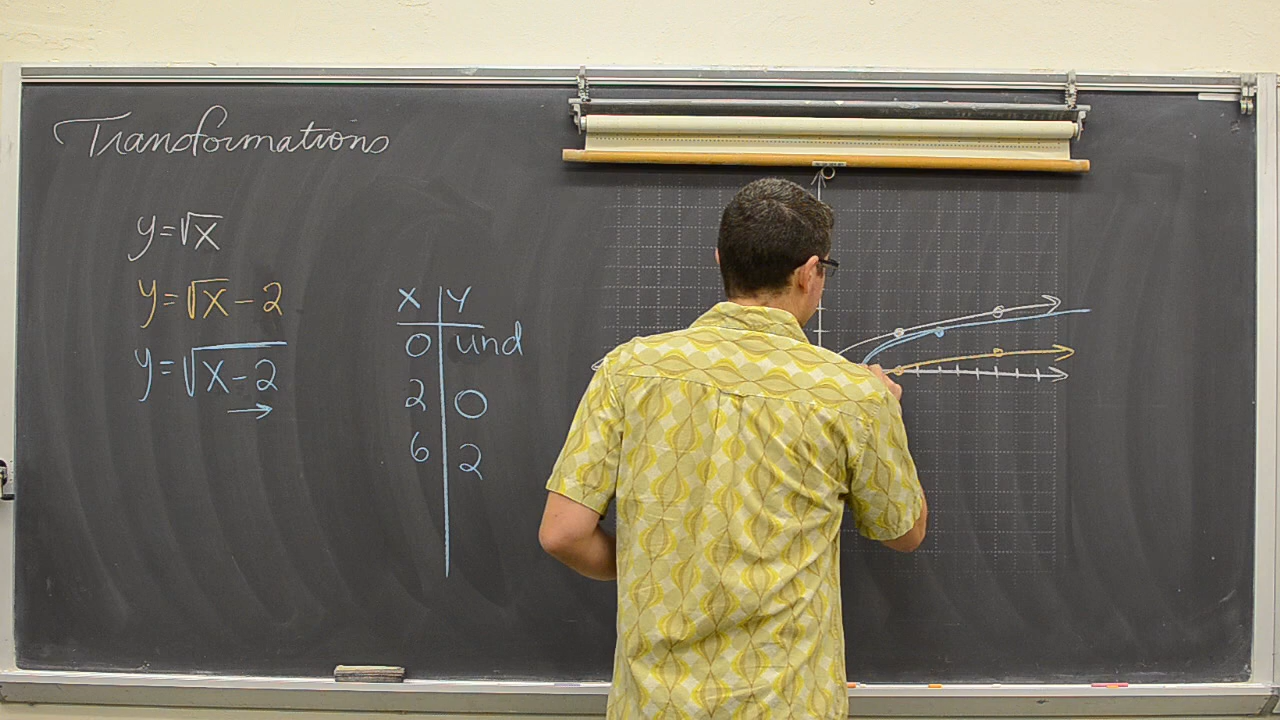 Transformations
y=√x
y=√x-2
y=√x-2
X Y
0 und
2 0
6 2